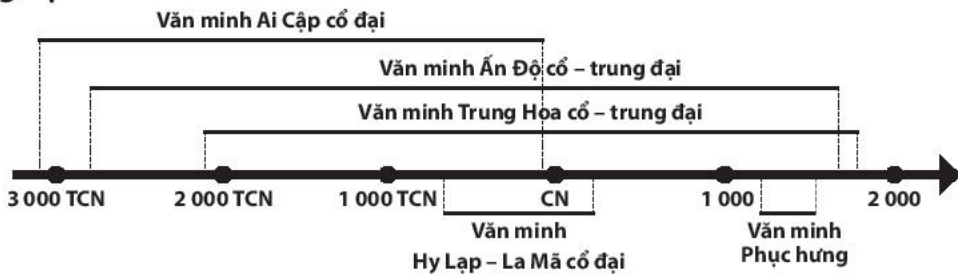 Văn minh Ai Cập cổ đại
Văn minh Ấn Độ cổ – trung đại
Văn minh Trung Hoa cổ – trung đại
3 000 TCN 2 000 TCN 1 000 TCN CN 1 000 2 000
Văn minh
Hy Lạp – La Mã cổ đại
Văn minh
Phục hưng